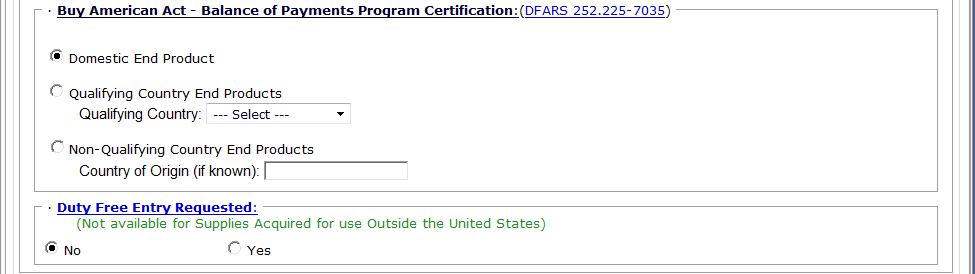 · Buy American Act - Balance of Payments Program Certification:(DFARS 252.225-7035)
Domestic End Product
Qualifying Country End Products
Qualifying Country: --- Select ---
Non-Qualifying Country End Products
Country of Origin (if known):
· Duty Free Entry Requested:
(Not available for Supplies Acquired for use Outside the United States)
No Yes